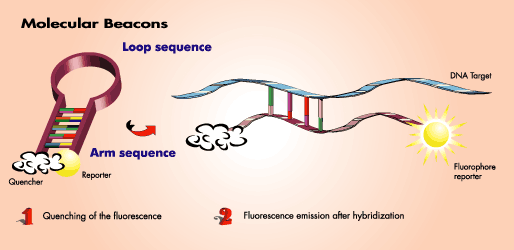 Molecular Beacons
Loop sequence
DNA Target
Arm sequence
Quencher
Reporter
Fluorophore
reporter
1 Quenching of the fluorescence
2 Fluorescence emission after hybridization